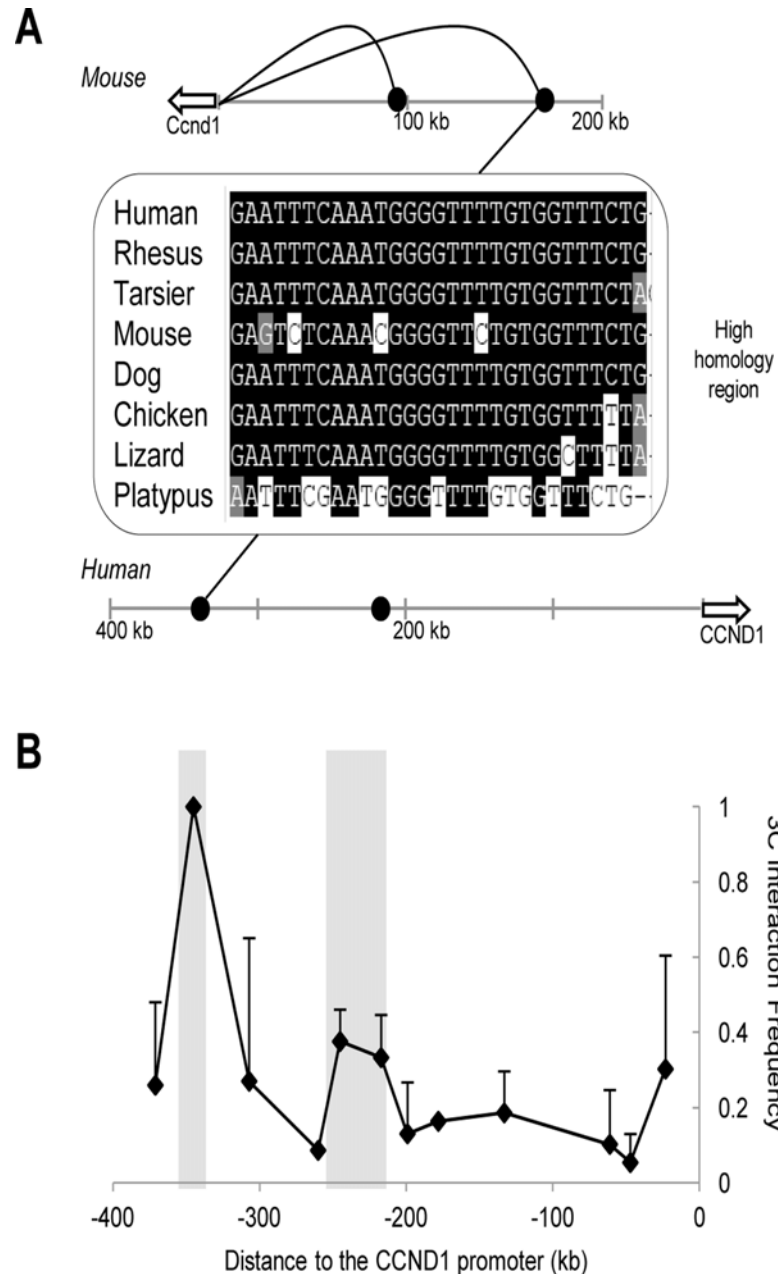 A
Mouse
Ccnd1
100 kb
200 kb
Human GAATTTCAAATGGGGTTTTGTGGTTTCTG-
Rhesus GAATTTCAAATGGGGTTTTGTGGTTTCTG-
Tarsier GAATTTCAAATGGGGTTTTGTGGTTTCTA
Mouse GAGTCTCAAACGGGGTTCTGTGGTTTCTG-
Dog GAATTTCAAATGGGGTTTTGTGGTTTCTG-
Chicken GAATTTCAAATGGGGTTTTGTGGTTTTTA-
Lizard GAATTTCAAATGGGGTTTTGTGGCTTTTA-
Platypus AATTTCGAATGGGGTTTTGTGGTTTCTG--
High
homology
region
Human
400 kb
200 kb
CCND1
B
1
0.8
0.6
0.4
0.2
0
3C Interaction Frequency
-400
-300
-200
-100
0
Distance to the CCND1 promoter (kb)